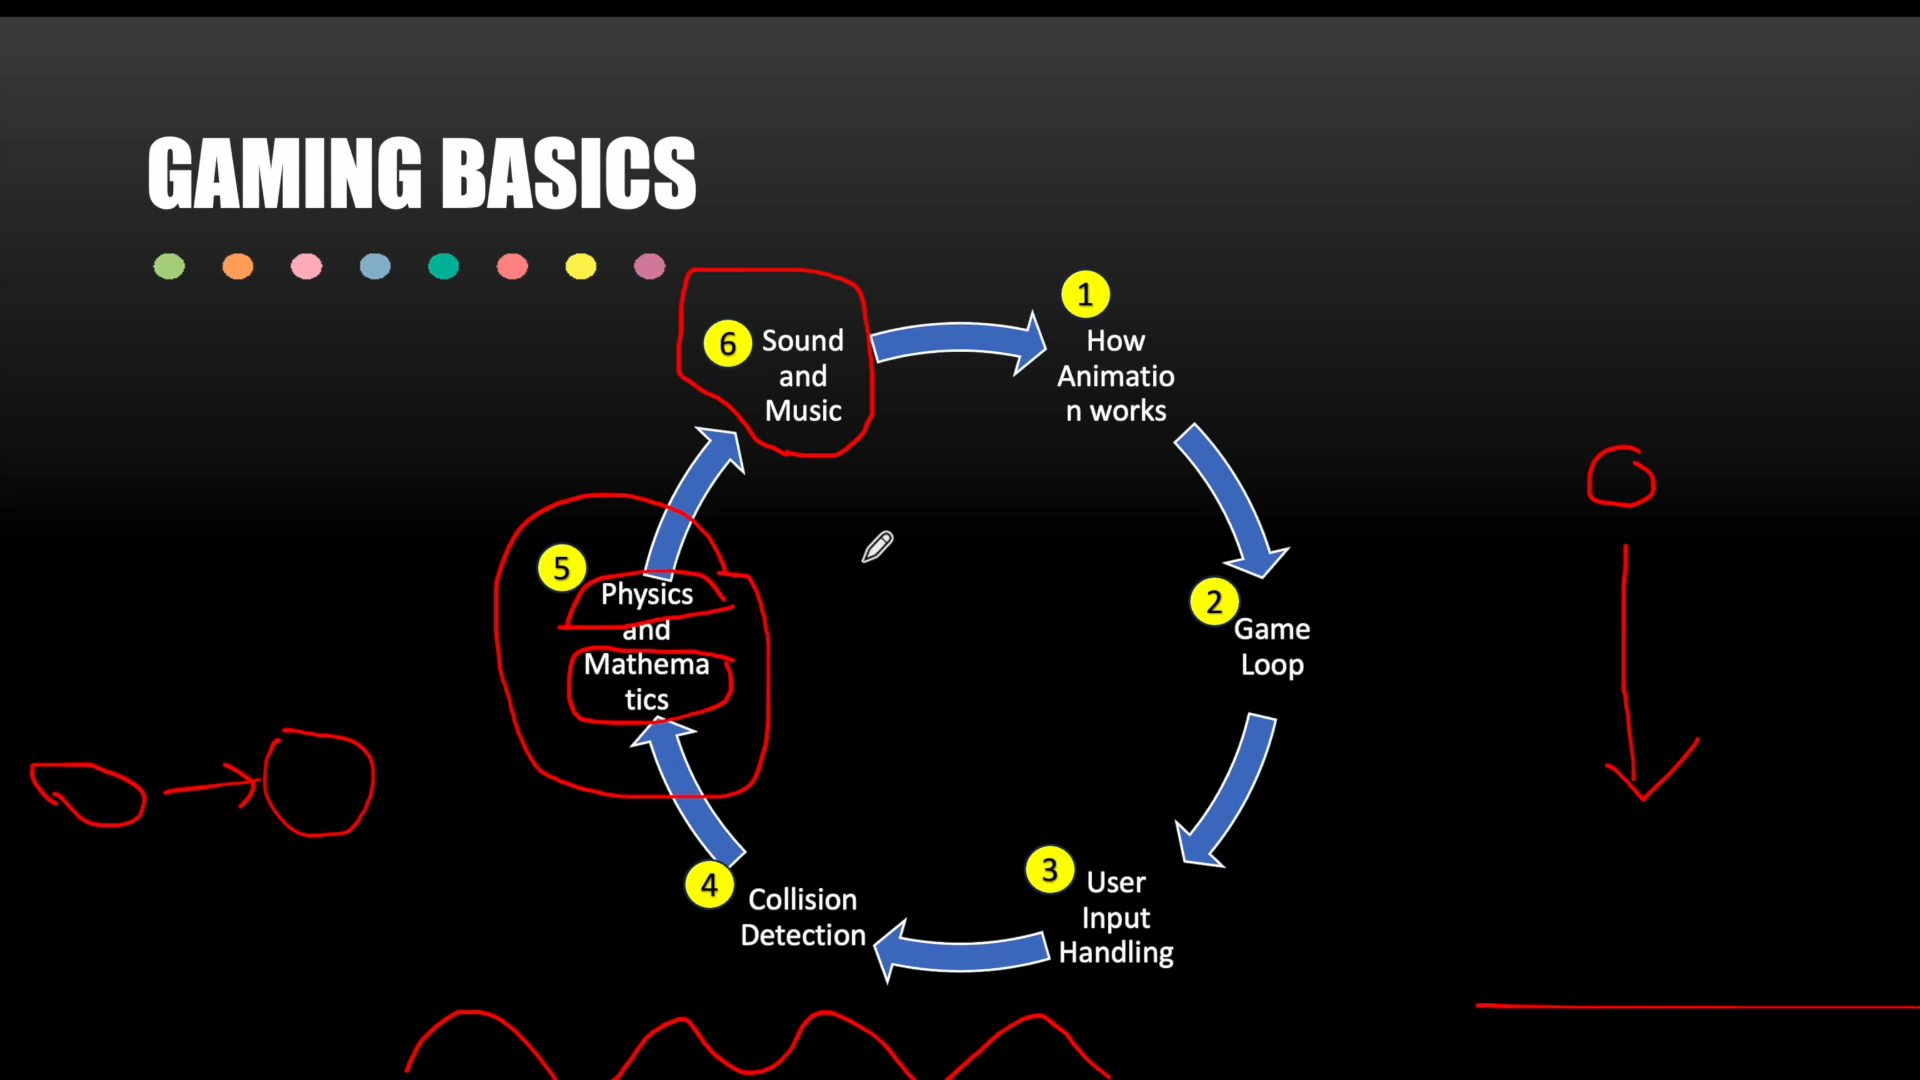 GAMING BASICS
1
How
Animatio
n works
2
Game
Loop
3
User
Input
Handling
4
Collision
Detection
5
Physics
and
Mathema
tics
6
Sound
and
Music